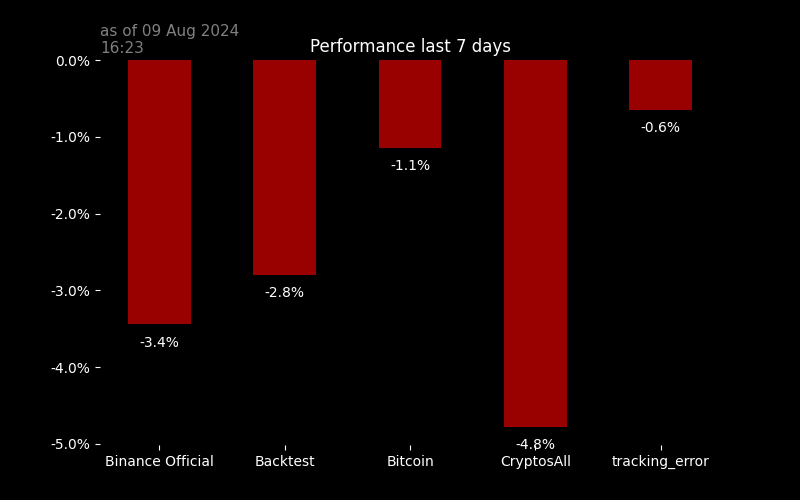 as of 09 Aug 2024
16:23
Performance last 7 days
0.0%
-1.0%
-2.0%
-3.0%
-4.0%
-5.0%
-3.4%
-2.8%
-1.1%
-4.8%
-0.6%
Binance Official
Backtest
Bitcoin
CryptosAll
tracking_error